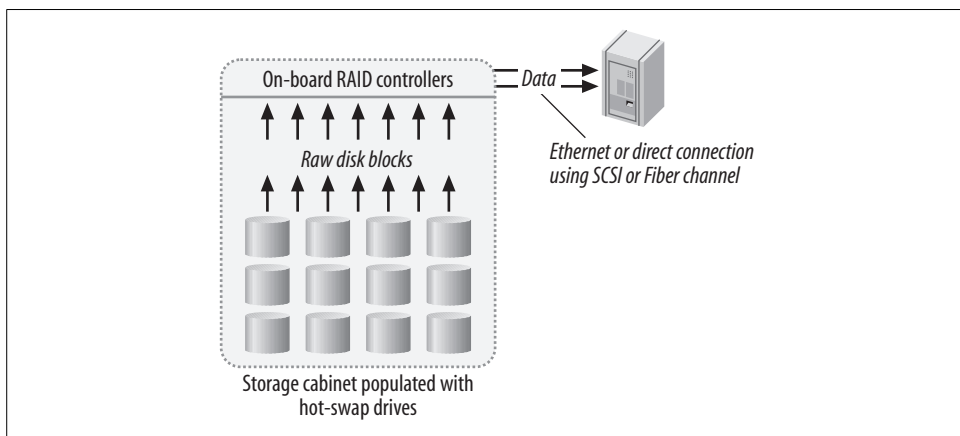 On-board RAID controllers
Data
Raw disk blocks
Ethernet or direct connection
using SCSI or Fiber channel
Storage cabinet populated with
hot-swap drives